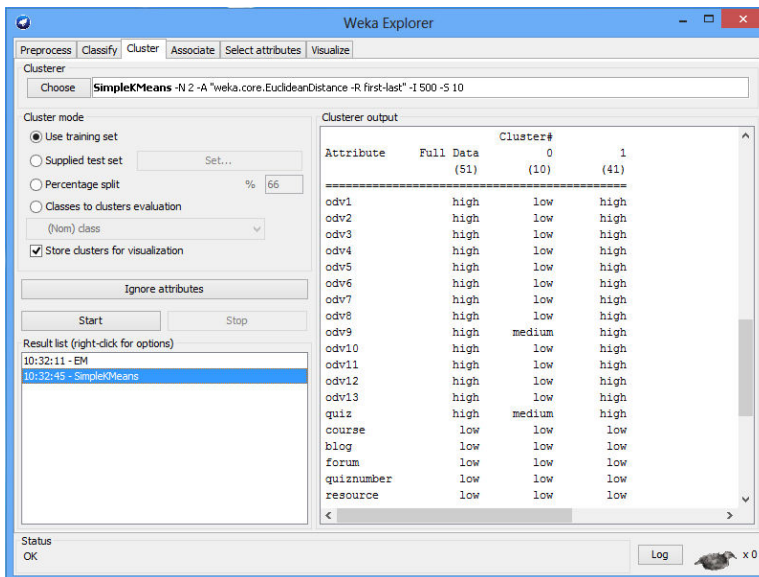 Weka Explorer
Preprocess Classify Cluster Associate Select attributes Visualize
Clusterer
Choose SimpleKMeans -N 2 -A "weka.core.EuclideanDistance -R first-last" -I 500 -S 10
Cluster mode
Use training set
Supplied test set Set...
Percentage split % 66
Classes to clusters evaluation
(Nom) class
Store clusters for visualization
Ignore attributes
Start Stop
Result list (right-click for options)
10:32:11 - EM
10:32:45 - SimpleKMeans
Clusterer output
Cluster#
Attribute Full Data 0 1
(51) (10) (41)
==============================================
odv1 high low high
odv2 high low high
odv3 high low high
odv4 high low high
odv5 high low high
odv6 high low high
odv7 high low high
odv8 high low high
odv9 high medium high
odv10 high low high
odv11 high low high
odv12 high low high
odv13 high low high
quiz high medium high
course low low low
blog low low low
forum low low low
quiznumber low low low
resource low low low
Status
OK
Log x 0